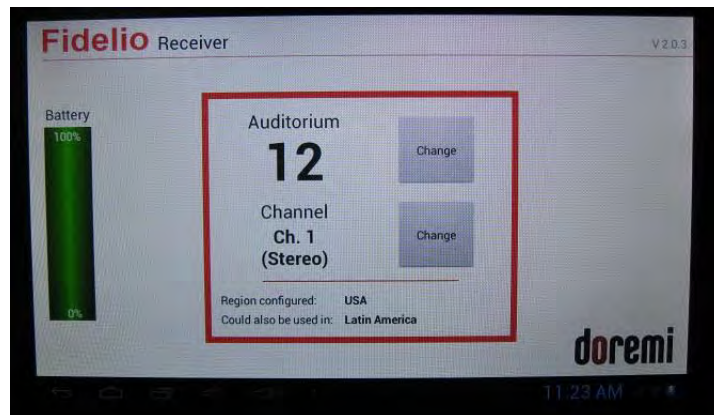 Fidelio Receiver
V 2.0.3
Battery
100%
0%
Auditorium
12
Change
Channel
Ch. 1
(Stereo)
Change
Region configured: USA
Could also be used in: Latin America
doremi
11:23 AM